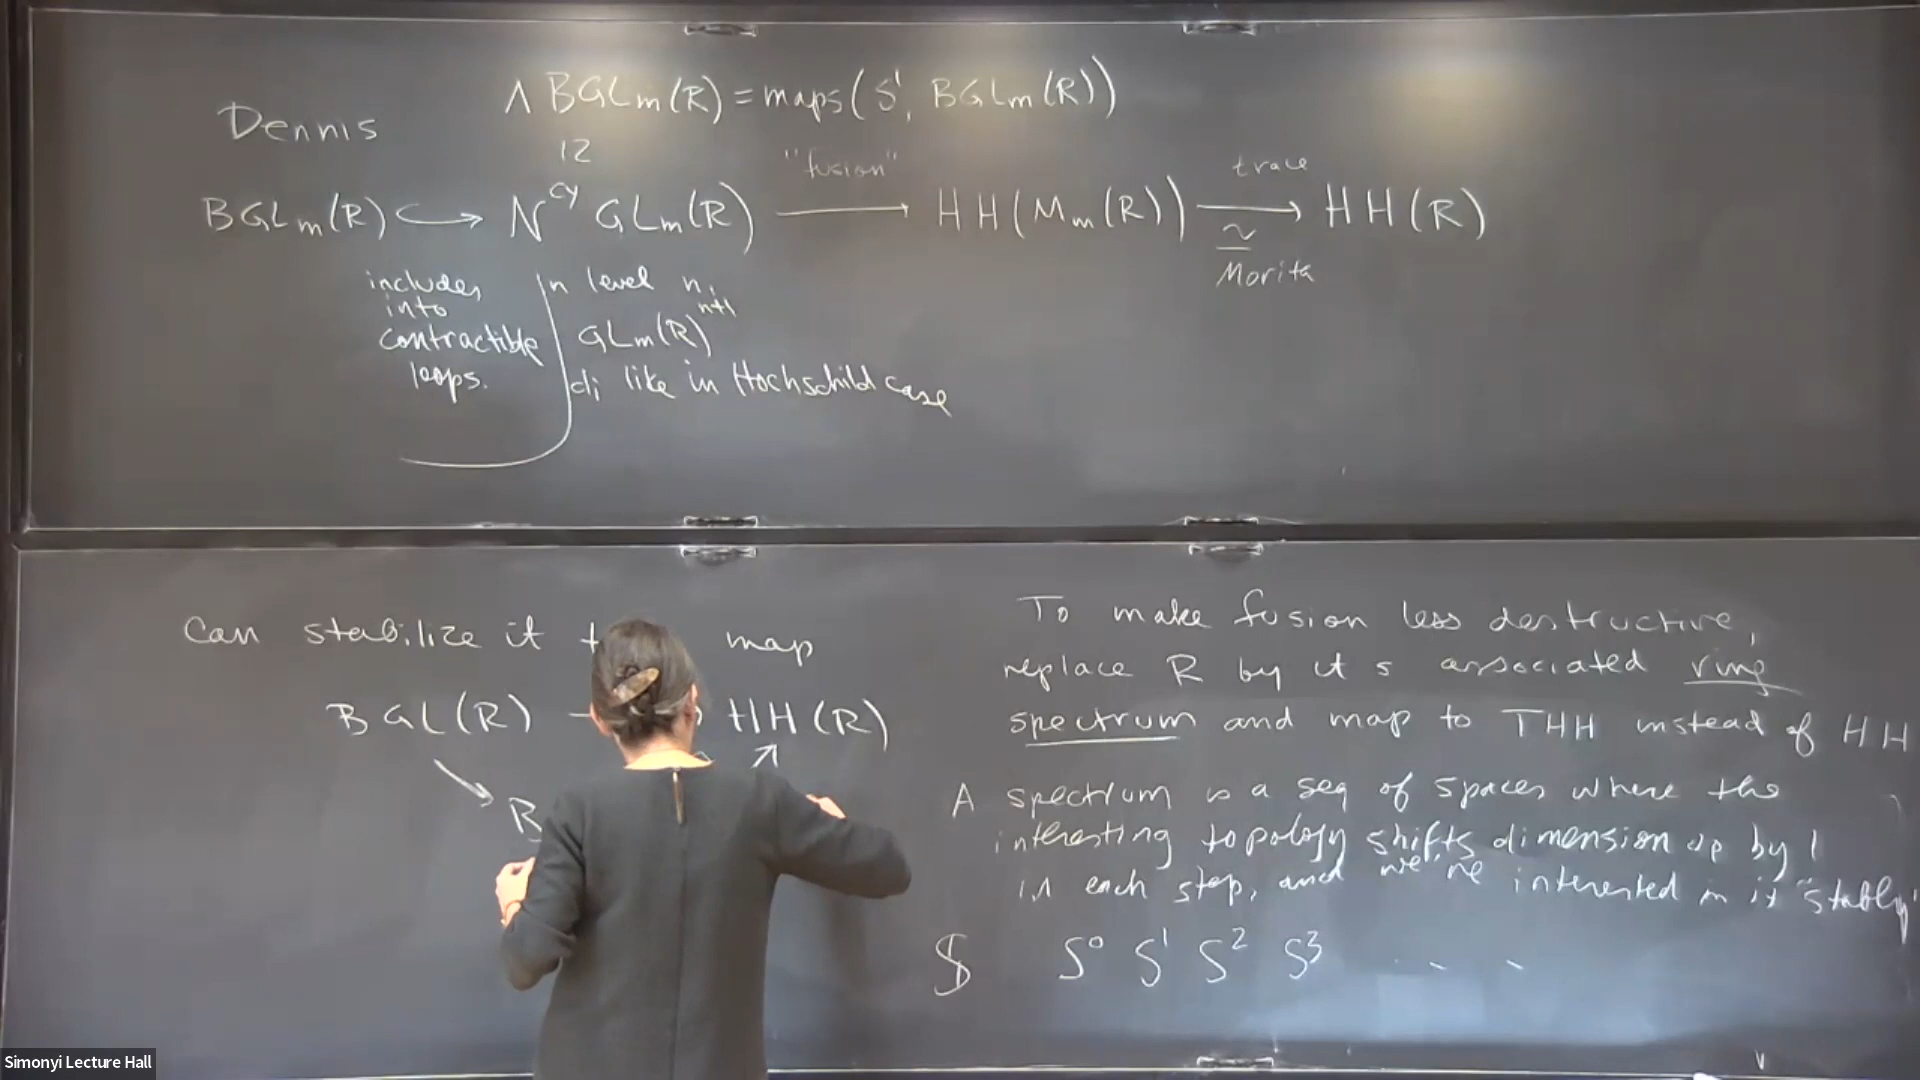 Λ BGLm(R) = maps(S¹, BGLm(R))
Dennis
12
"fusion"
trace
BGLm(R) ↪ N^cy GLm(R) → HH(Mm(R)) → HH(R)
≃
Morita
includes
into
contractible
loops.
In level n,
GLm(R)^n+1
di like in Hochschild case
Can stabilize it map
BGL(R) → HH(R)
B
To make fusion less destructive,
replace R by its associated ring
spectrum and map to THH instead of HH
A spectrum is a seq of spaces where the
interesting topology shifts dimension up by 1
in each step, and we're interested in it "stably"
$ S⁰ S¹ S² S³ . . .
Simonyi Lecture Hall